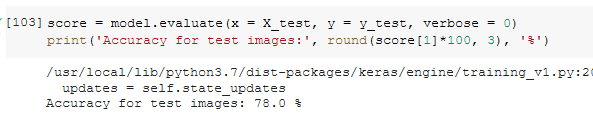 [103] score = model.evaluate(x = X_test, y = y_test, verbose = 0)
print('Accuracy for test images:', round(score[1]*100, 3), '%')
/usr/local/lib/python3.7/dist-packages/keras/engine/training_v1.py:20
updates = self.state_updates
Accuracy for test images: 78.0 %